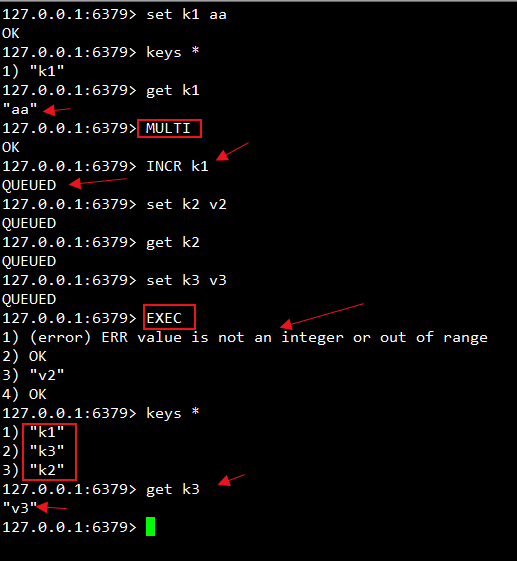 127.0.0.1:6379> set k1 aa
OK
127.0.0.1:6379> keys *
1) "k1"
127.0.0.1:6379> get k1
"aa"
127.0.0.1:6379> MULTI
OK
127.0.0.1:6379> INCR k1
QUEUED
127.0.0.1:6379> set k2 v2
QUEUED
127.0.0.1:6379> get k2
QUEUED
127.0.0.1:6379> set k3 v3
QUEUED
127.0.0.1:6379> EXEC
1) (error) ERR value is not an integer or out of range
2) OK
3) "v2"
4) OK
127.0.0.1:6379> keys *
1) "k1"
2) "k3"
3) "k2"
127.0.0.1:6379> get k3
"v3"
127.0.0.1:6379>